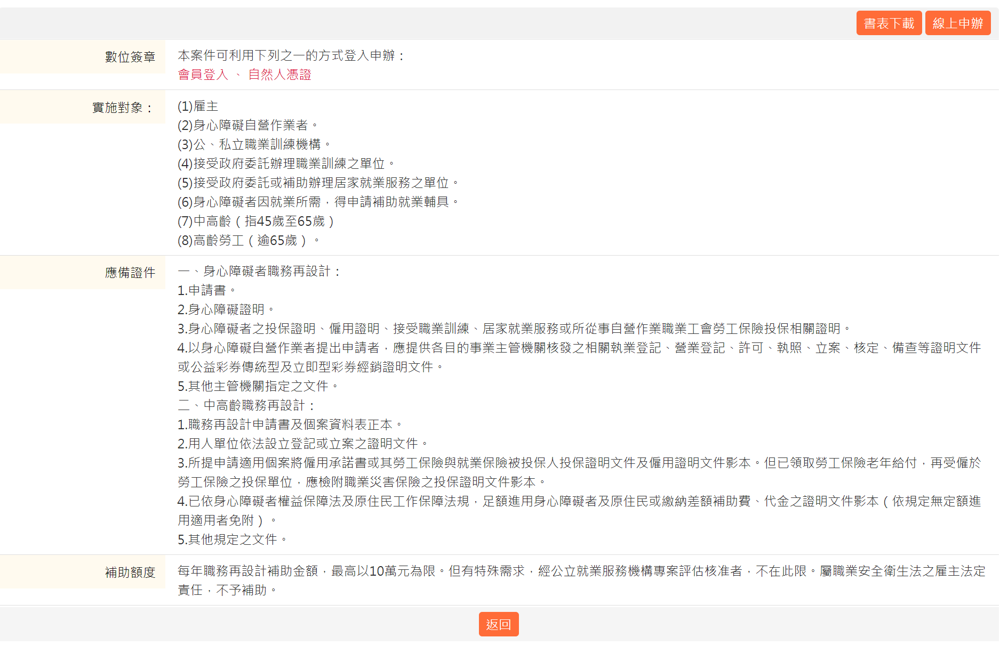 書表下載 線上申辦
數位簽章
本案件可利用下列之一的方式登入申辦：
會員登入 、 自然人憑證
實施對象：
(1)雇主
(2)身心障礙自營作業者。
(3)公、私立職業訓練機構。
(4)接受政府委託辦理職業訓練之單位。
(5)接受政府委託或補助辦理居家就業服務之單位。
(6)身心障礙者因就業所需，得申請補助就業輔具。
(7)中高齡（指45歲至65歲）
(8)高齡勞工（逾65歲）。
應備證件
一、身心障礙者職務再設計：
1.申請書。
2.身心障礙證明。
3.身心障礙者之投保證明、僱用證明、接受職業訓練、居家就業服務或所從事自營作業職業工會勞工保險投保相關證明。
4.以身心障礙自營作業者提出申請者，應提供各目的事業主管機關核發之相關執業登記、營業登記、許可、執照、立案、核定、備查等證明文件
或公益彩券傳統型及立即型彩券經銷證明文件。
5.其他主管機關指定之文件。
二、中高齡職務再設計：
1.職務再設計申請書及個案資料表正本。
2.用人單位依法設立登記或立案之證明文件。
3.所提申請適用個案將僱用承諾書或其勞工保險與就業保險被投保人投保證明文件及僱用證明文件影本。但已領取勞工保險老年給付，再受僱於
勞工保險之投保單位，應檢附職業災害保險之投保證明文件影本。
4.已依身心障礙者權益保障法及原住民工作保障法規，足額進用身心障礙者及原住民或繳納差額補助費、代金之證明文件影本（依規定無定額進
用適用者免附）。
5.其他規定之文件。
補助額度
每年職務再設計補助金額，最高以10萬元為限。但有特殊需求，經公立就業服務機構專案評估核准者，不在此限。屬職業安全衛生法之雇主法定
責任，不予補助。
返回